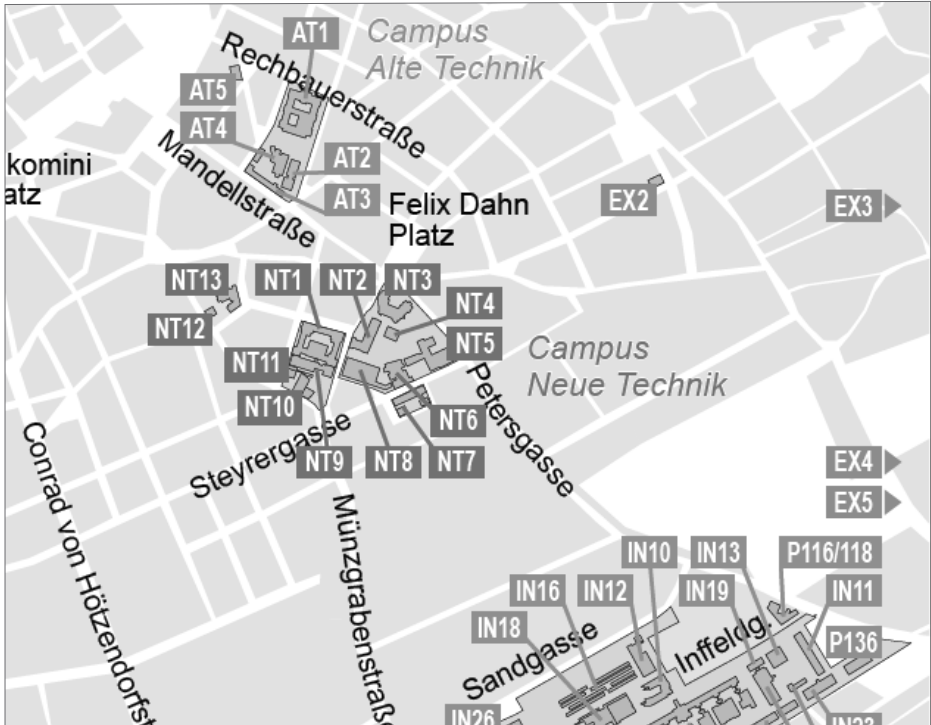 AT1
Campus
Alte Technik
Rechbauerstraße
AT5
AT4
AT2
AT3
Mandellstraße
komini
atz
Felix Dahn
Platz
EX2
EX3
NT13
NT1
NT2
NT3
NT4
NT12
NT5
Campus
Neue Technik
NT11
NT10
NT6
Petersgasse
Steyrergasse
NT9
NT8
NT7
EX4
EX5
Conrad von Hötzendorfst
Münzgrabenstraße
IN10
IN13
P116/118
IN16
IN12
IN19
IN11
IN18
Sandgasse
Inffeldg.
P136
IN26